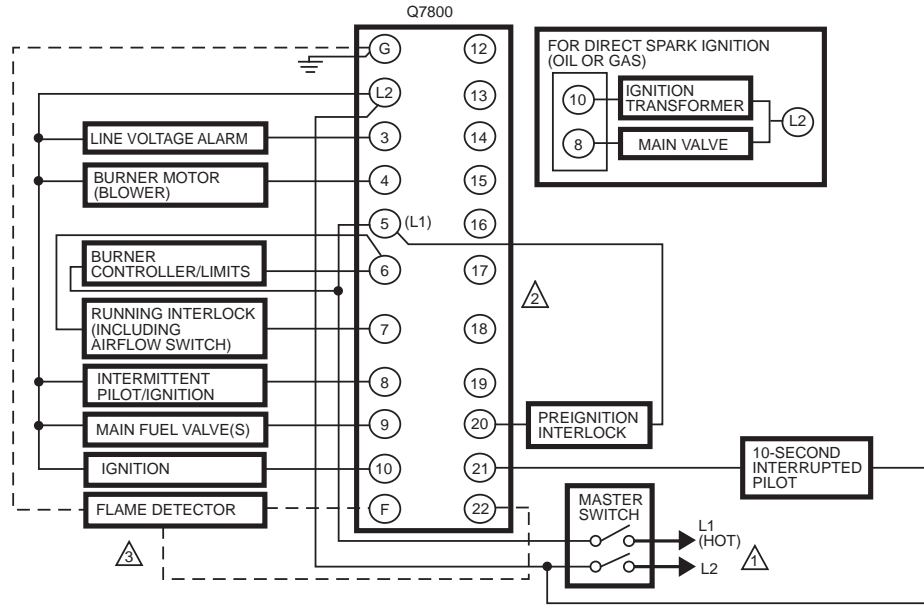 Q7800
G
12
FOR DIRECT SPARK IGNITION
(OIL OR GAS)
10
IGNITION
TRANSFORMER
L2
8
MAIN VALVE
L2
13
LINE VOLTAGE ALARM
3
14
BURNER MOTOR
(BLOWER)
4
15
5
(L1)
16
BURNER
CONTROLLER/LIMITS
6
17
2
RUNNING INTERLOCK
(INCLUDING
AIRFLOW SWITCH)
7
18
INTERMITTENT
PILOT/IGNITION
8
19
MAIN FUEL VALVE(S)
9
20
PREIGNITION
INTERLOCK
IGNITION
10
21
10-SECOND
INTERRUPTED
PILOT
FLAME DETECTOR
F
22
3
MASTER
SWITCH
L1
(HOT)
L2
1